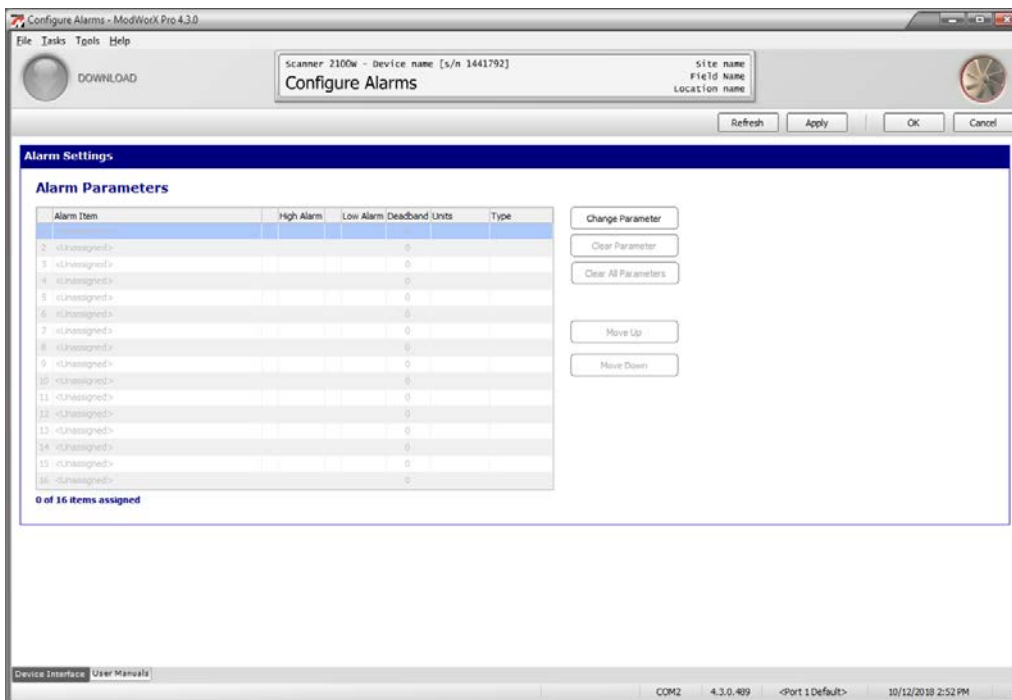 Configure Alarms - ModWorX Pro 4.3.0
File Tasks Tools Help
DOWNLOAD
Scanner 2100W - Device name [s/n 1441792]
Configure Alarms
Site name
Field Name
Location name
Refresh Apply OK Cancel
Alarm Settings
Alarm Parameters
Alarm Item High Alarm Low Alarm Deadband Units Type
2 <Unassigned> 0
3 <Unassigned> 0
4 <Unassigned> 0
5 <Unassigned> 0
6 <Unassigned> 0
7 <Unassigned> 0
8 <Unassigned> 0
9 <Unassigned> 0
10 <Unassigned> 0
11 <Unassigned> 0
12 <Unassigned> 0
13 <Unassigned> 0
14 <Unassigned> 0
15 <Unassigned> 0
16 <Unassigned> 0
Change Parameter
Clear Parameter
Clear All Parameters
Move Up
Move Down
0 of 16 items assigned
Device Interface User Manuals
COM2 4.3.0.489 <Port 1 Default> 10/12/2018 2:52 PM